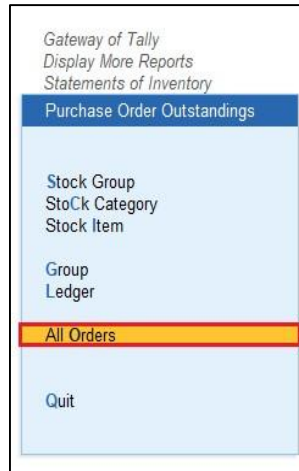 Gateway of Tally
Display More Reports
Statements of Inventory
Purchase Order Outstandings
Stock Group
StoCk Category
Stock Item
Group
Ledger
All Orders
Quit